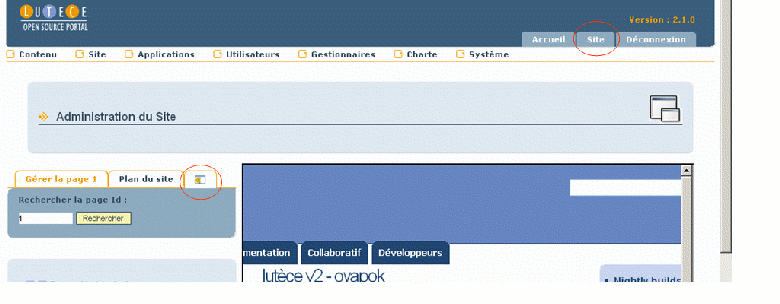 LUTECE
OPEN SOURCE PORTAL
Version : 2.1.0
Accueil Site Déconnexion
Contenu Site Applications Utilisateurs Gestionnaires Charte Système
Administration du Site
Gérer la page 1 Plan du site
Rechercher la page Id :
1 Rechercher
mentation Collaboratif Développeurs
lutèce v2 - ovapok
Nightly builds